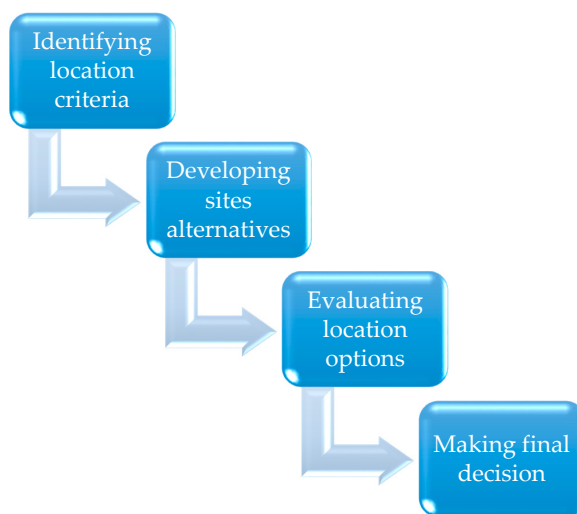 Identifying
location
criteria
Developing
sites
alternatives
Evaluating
location
options
Making final
decision